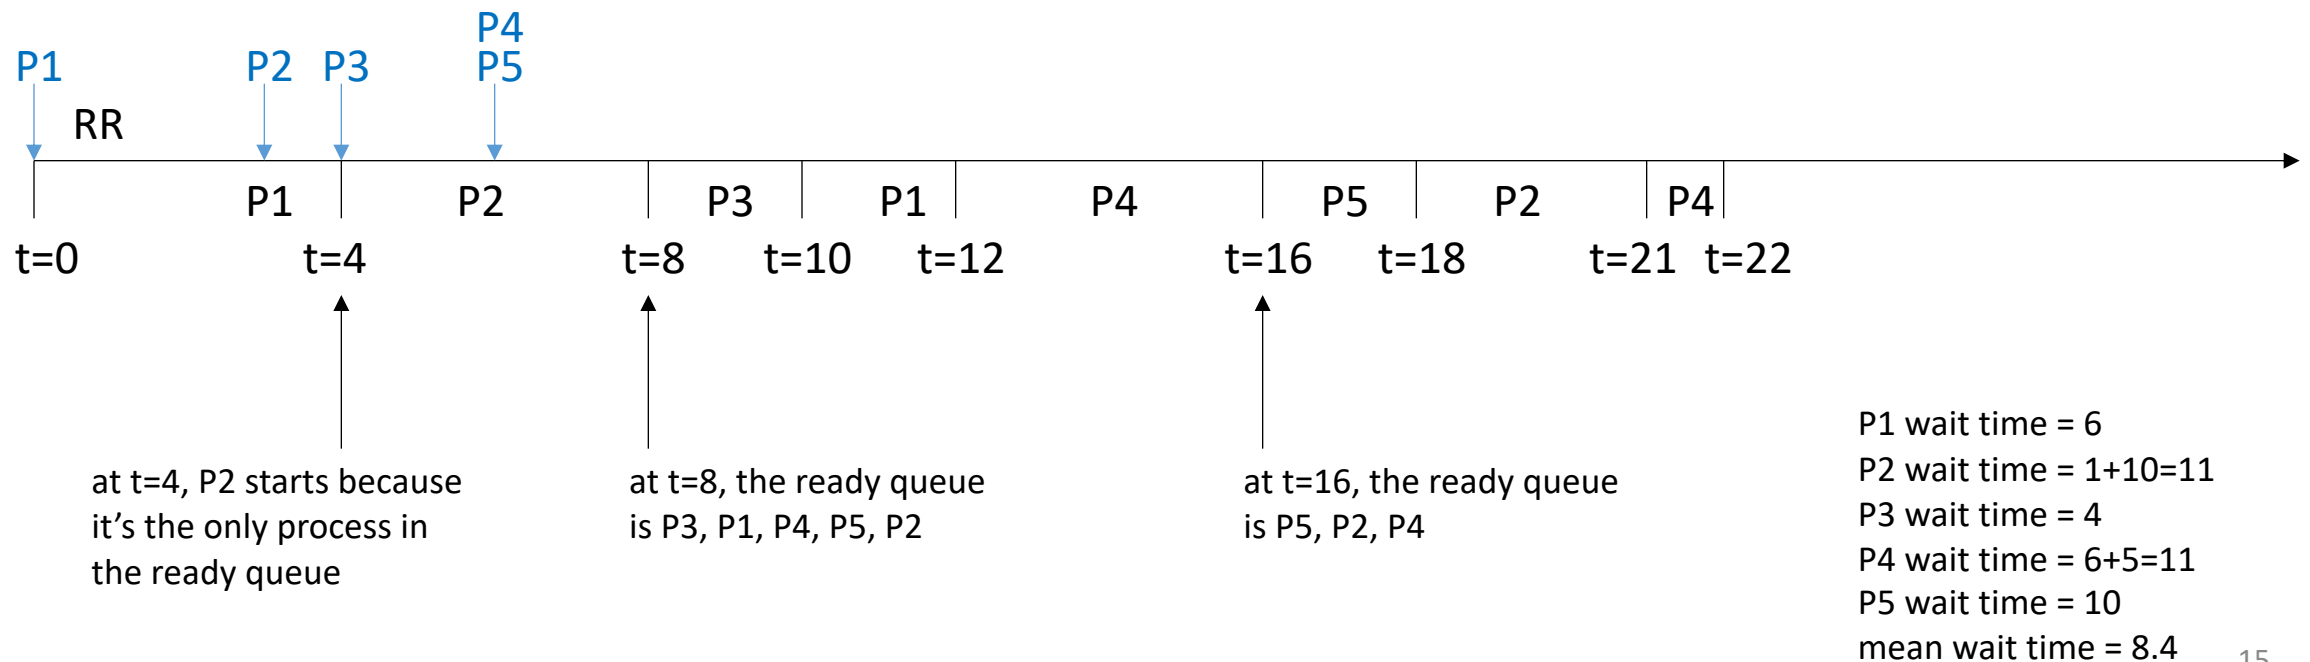 P4
P1 P2 P3 P5
RR
P1 P2 P3 P1 P4 P5 P2 P4
t=0 t=4 t=8 t=10 t=12 t=16 t=18 t=21 t=22
at t=4, P2 starts because
it’s the only process in
the ready queue
at t=8, the ready queue
is P3, P1, P4, P5, P2
at t=16, the ready queue
is P5, P2, P4
P1 wait time = 6
P2 wait time = 1+10=11
P3 wait time = 4
P4 wait time = 6+5=11
P5 wait time = 10
mean wait time = 8.4
15